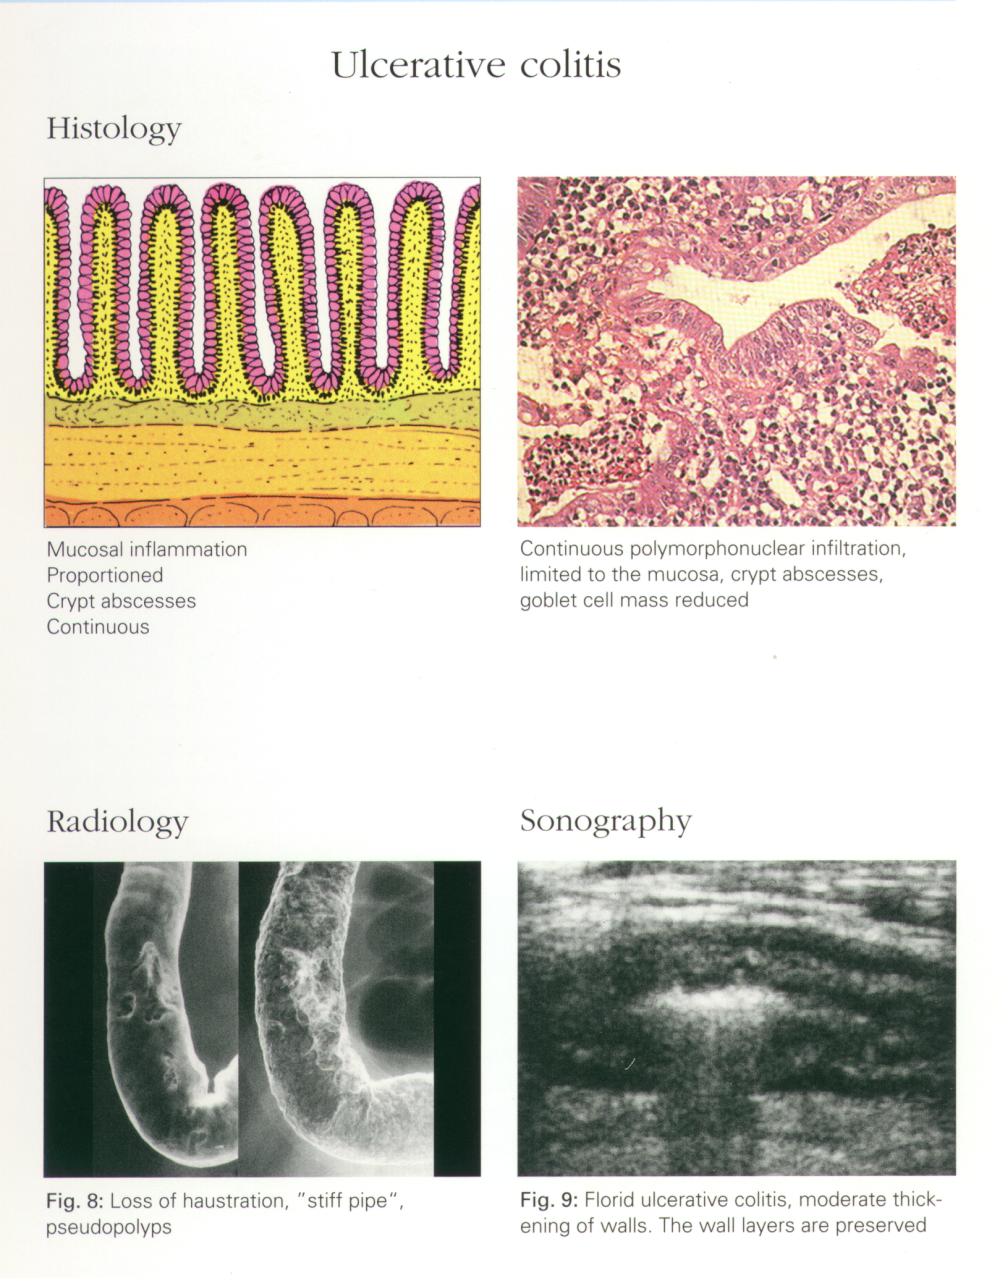 Ulcerative colitis
Histology
Mucosal inflammation
Proportioned
Crypt abscesses
Continuous
Continuous polymorphonuclear infiltration,
limited to the mucosa, crypt abscesses,
goblet cell mass reduced
Radiology
Sonography
Fig. 8: Loss of haustration, "stiff pipe",
pseudopolyps
Fig. 9: Florid ulcerative colitis, moderate thick-
ening of walls. The wall layers are preserved